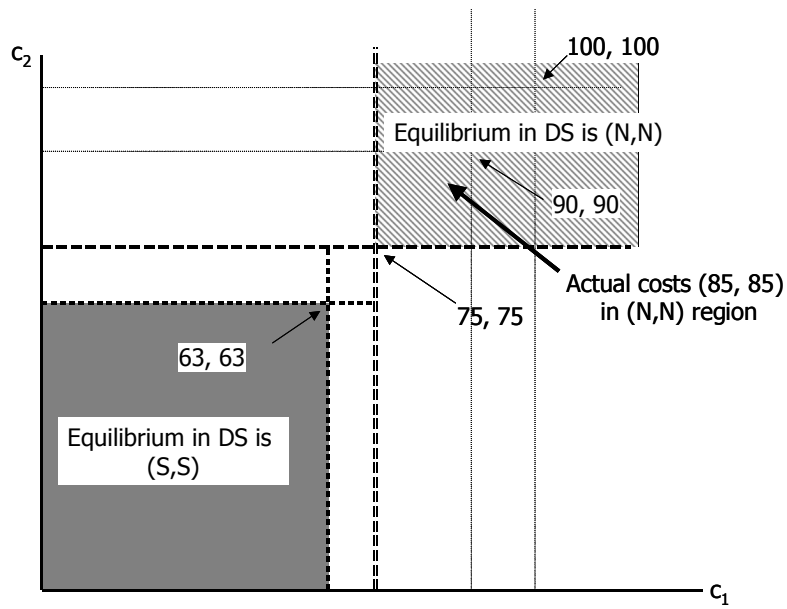 c2
100, 100
Equilibrium in DS is (N,N)
90, 90
Actual costs (85, 85)
in (N,N) region
75, 75
63, 63
Equilibrium in DS is
(S,S)
c1